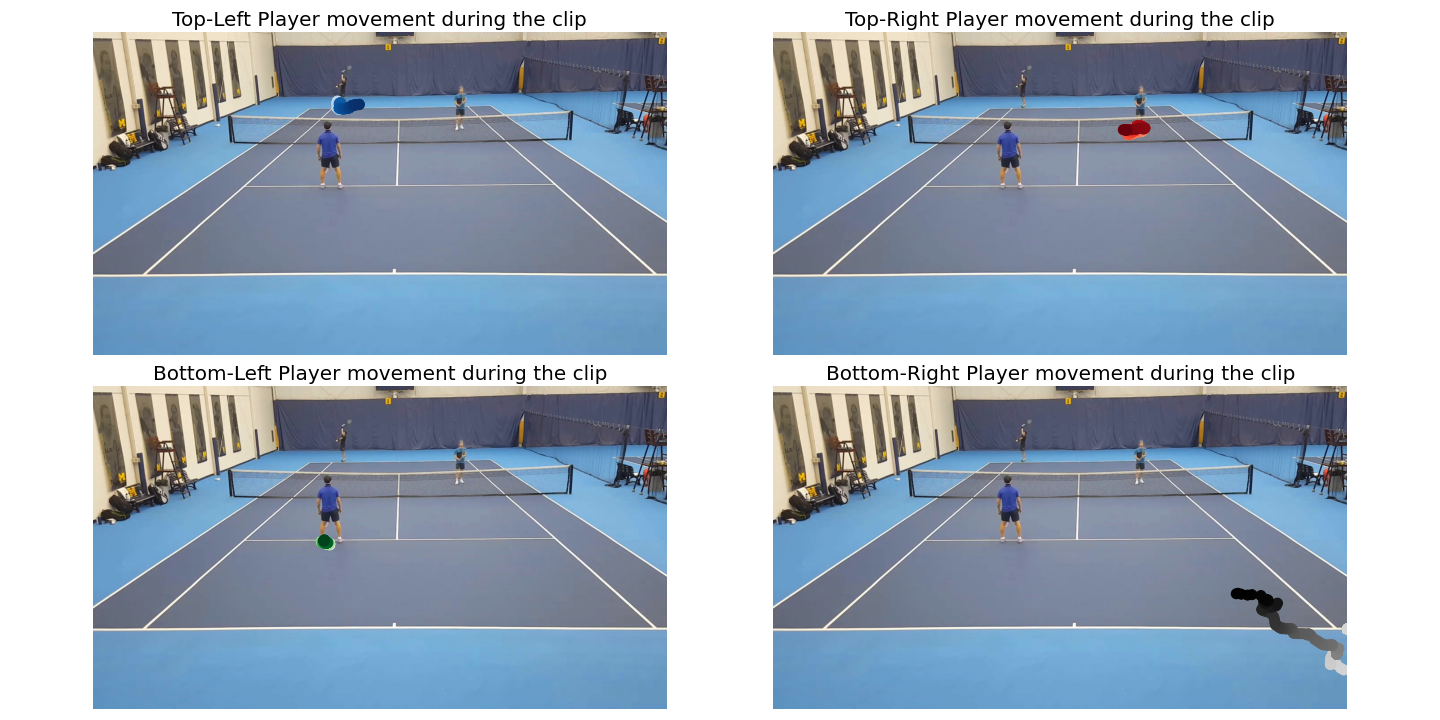 Top-Left Player movement during the clip
Top-Right Player movement during the clip
Bottom-Left Player movement during the clip
Bottom-Right Player movement during the clip